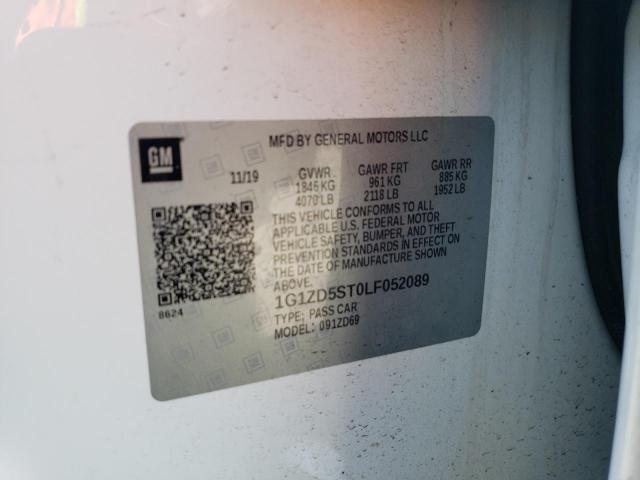 GM
MFD BY GENERAL MOTORS LLC
11/19 GVWR GAWR FRT GAWR RR
1846 KG 961 KG 885 KG
4070 LB 2118 LB 1952 LB
THIS VEHICLE CONFORMS TO ALL
APPLICABLE U.S. FEDERAL MOTOR
VEHICLE SAFETY, BUMPER, AND THEFT
PREVENTION STANDARDS IN EFFECT ON
THE DATE OF MANUFACTURE SHOWN
ABOVE.
1G1ZD5ST0LF052089
8624
TYPE: PASS CAR
MODEL: 091ZD69